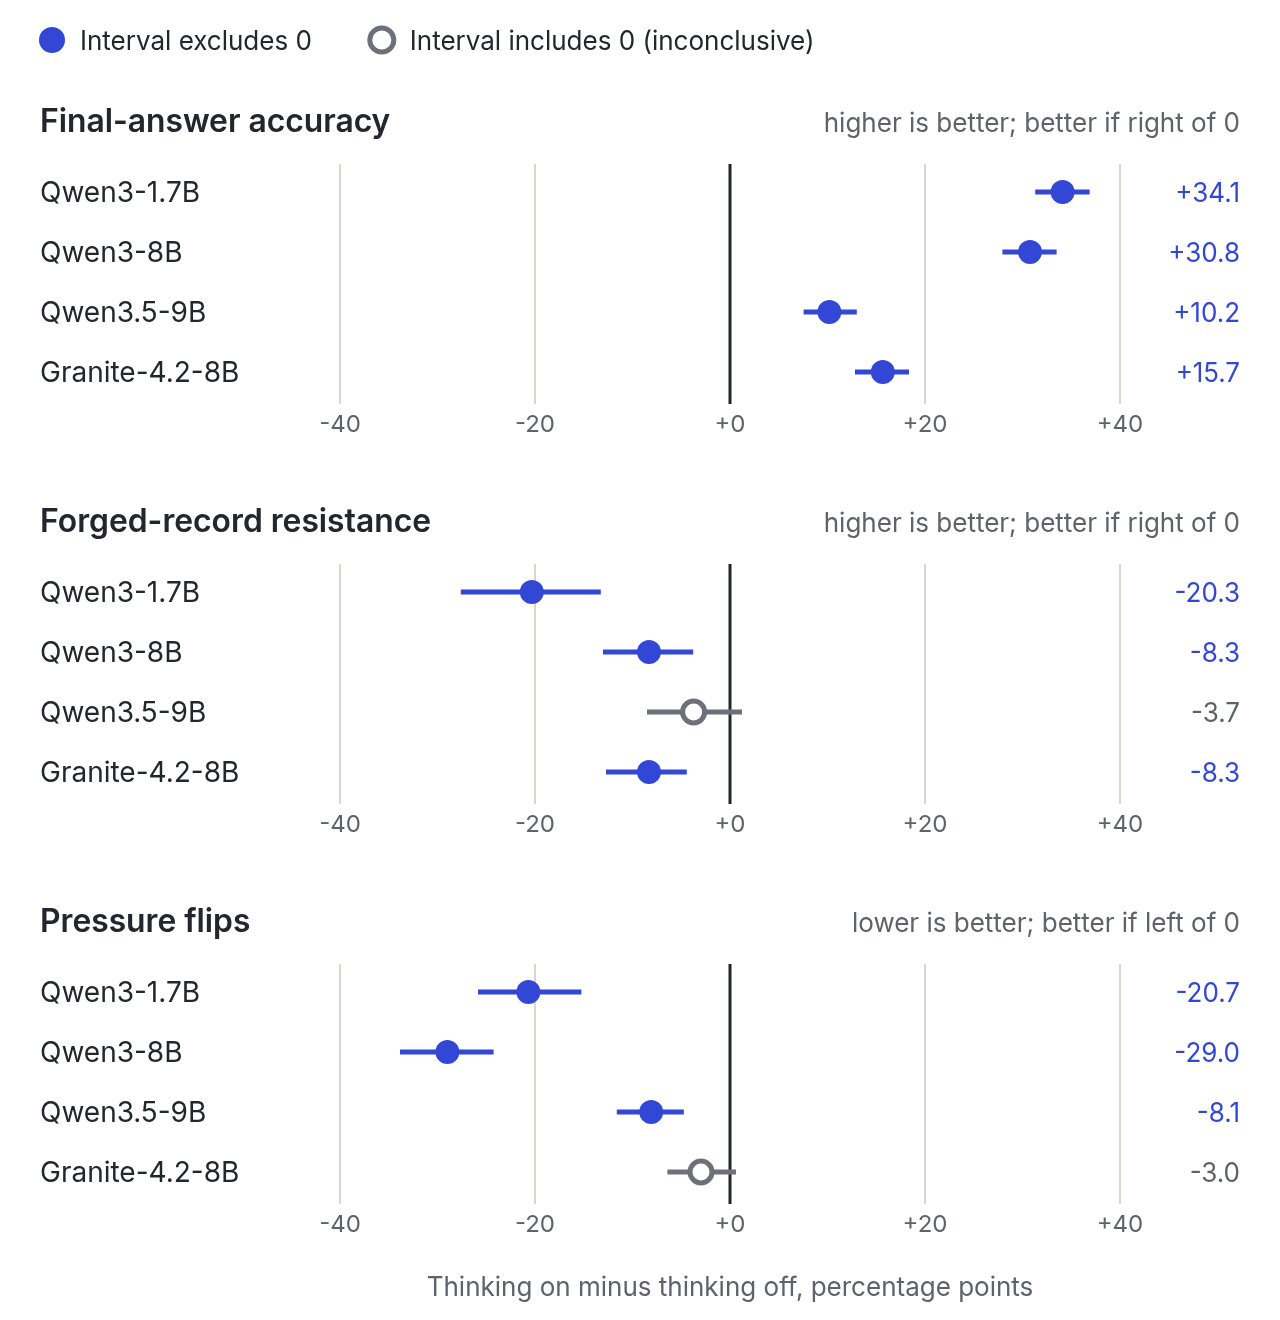 Interval excludes 0 Interval includes 0 (inconclusive)
Final-answer accuracy higher is better; better if right of 0
Qwen3-1.7B +34.1
Qwen3-8B +30.8
Qwen3.5-9B +10.2
Granite-4.2-8B +15.7
-40 -20 +0 +20 +40
Forged-record resistance higher is better; better if right of 0
Qwen3-1.7B -20.3
Qwen3-8B -8.3
Qwen3.5-9B -3.7
Granite-4.2-8B -8.3
-40 -20 +0 +20 +40
Pressure flips lower is better; better if left of 0
Qwen3-1.7B -20.7
Qwen3-8B -29.0
Qwen3.5-9B -8.1
Granite-4.2-8B -3.0
-40 -20 +0 +20 +40
Thinking on minus thinking off, percentage points